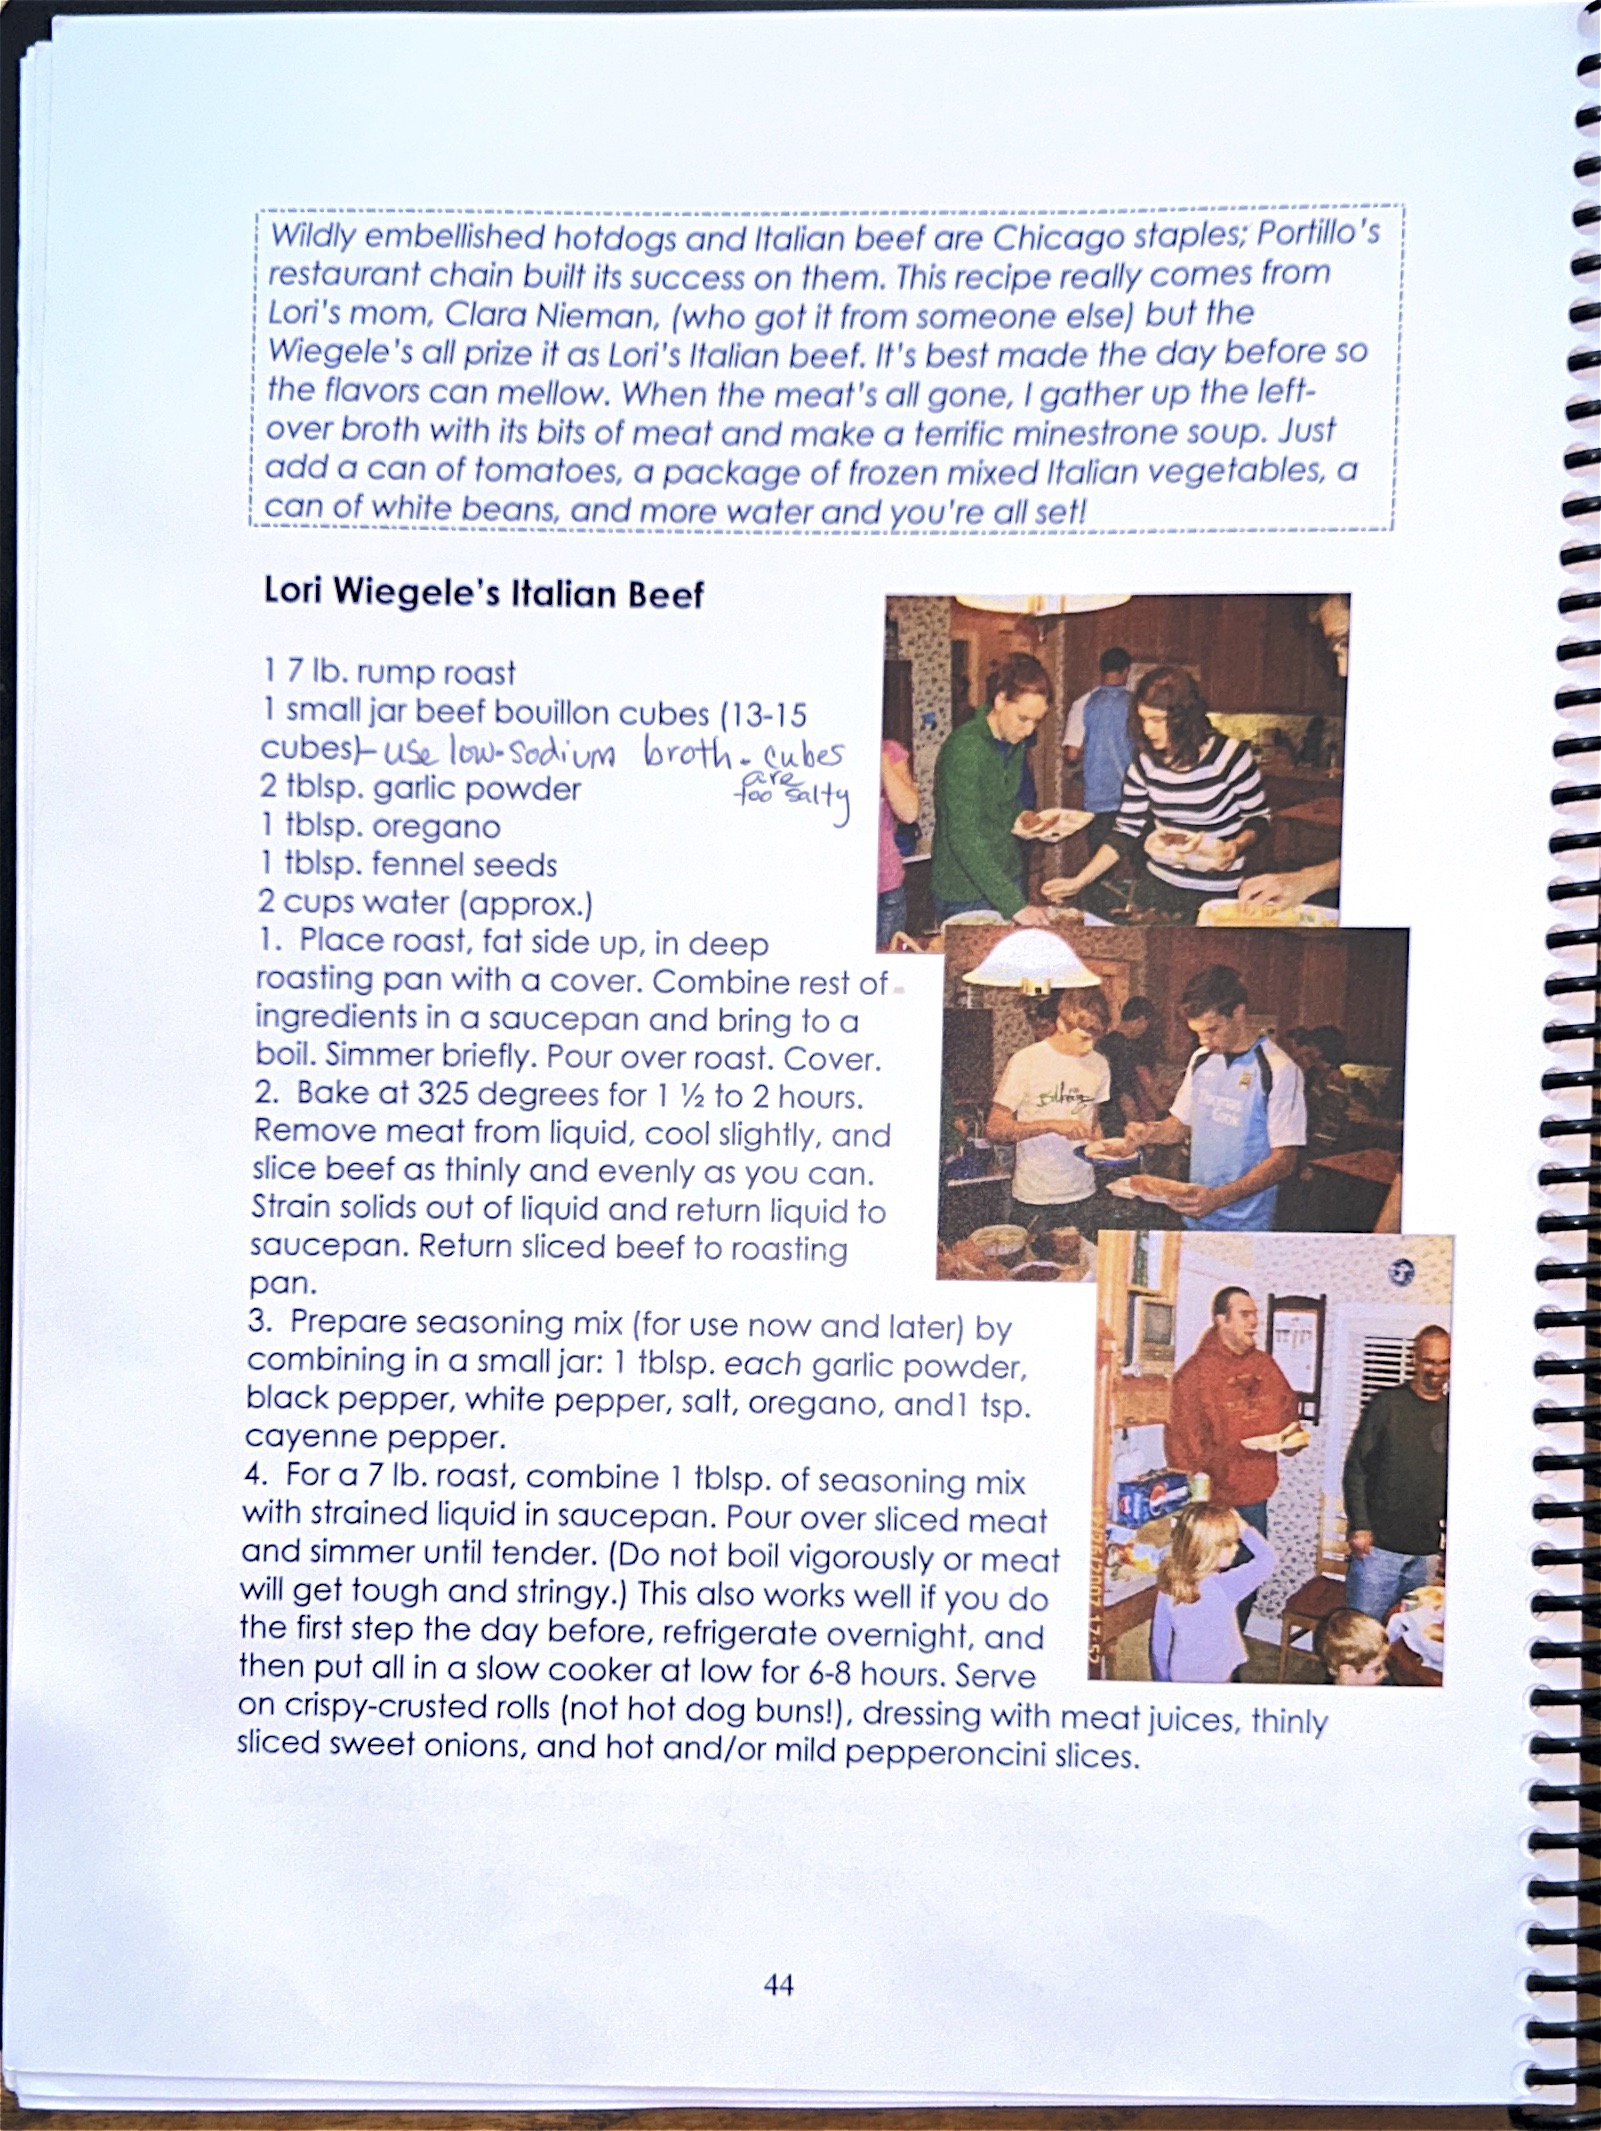 Wildly embellished hotdogs and Italian beef are Chicago staples; Portillo's
restaurant chain built its success on them. This recipe really comes from
Lori's mom, Clara Nieman, (who got it from someone else) but the
Wiegele's all prize it as Lori's Italian beef. It's best made the day before so
the flavors can mellow. When the meat's all gone, I gather up the left-
over broth with its bits of meat and make a terrific minestrone soup. Just
add a can of tomatoes, a package of frozen mixed Italian vegetables, a
can of white beans, and more water and you're all set!
Lori Wiegele's Italian Beef
1 7 lb. rump roast
1 small jar beef bouillon cubes (13-15
cubes) - use low-sodium broth - cubes
are
too salty
2 tblsp. garlic powder
1 tblsp. oregano
1 tblsp. fennel seeds
2 cups water (approx.)
1. Place roast, fat side up, in deep
roasting pan with a cover. Combine rest of
ingredients in a saucepan and bring to a
boil. Simmer briefly. Pour over roast. Cover.
2. Bake at 325 degrees for 1 ½ to 2 hours.
Remove meat from liquid, cool slightly, and
slice beef as thinly and evenly as you can.
Strain solids out of liquid and return liquid to
saucepan. Return sliced beef to roasting
pan.
3. Prepare seasoning mix (for use now and later) by
combining in a small jar: 1 tblsp. each garlic powder,
black pepper, white pepper, salt, oregano, and1 tsp.
cayenne pepper.
4. For a 7 lb. roast, combine 1 tblsp. of seasoning mix
with strained liquid in saucepan. Pour over sliced meat
and simmer until tender. (Do not boil vigorously or meat
will get tough and stringy.) This also works well if you do
the first step the day before, refrigerate overnight, and
then put all in a slow cooker at low for 6-8 hours. Serve
on crispy-crusted rolls (not hot dog buns!), dressing with meat juices, thinly
sliced sweet onions, and hot and/or mild pepperoncini slices.
44